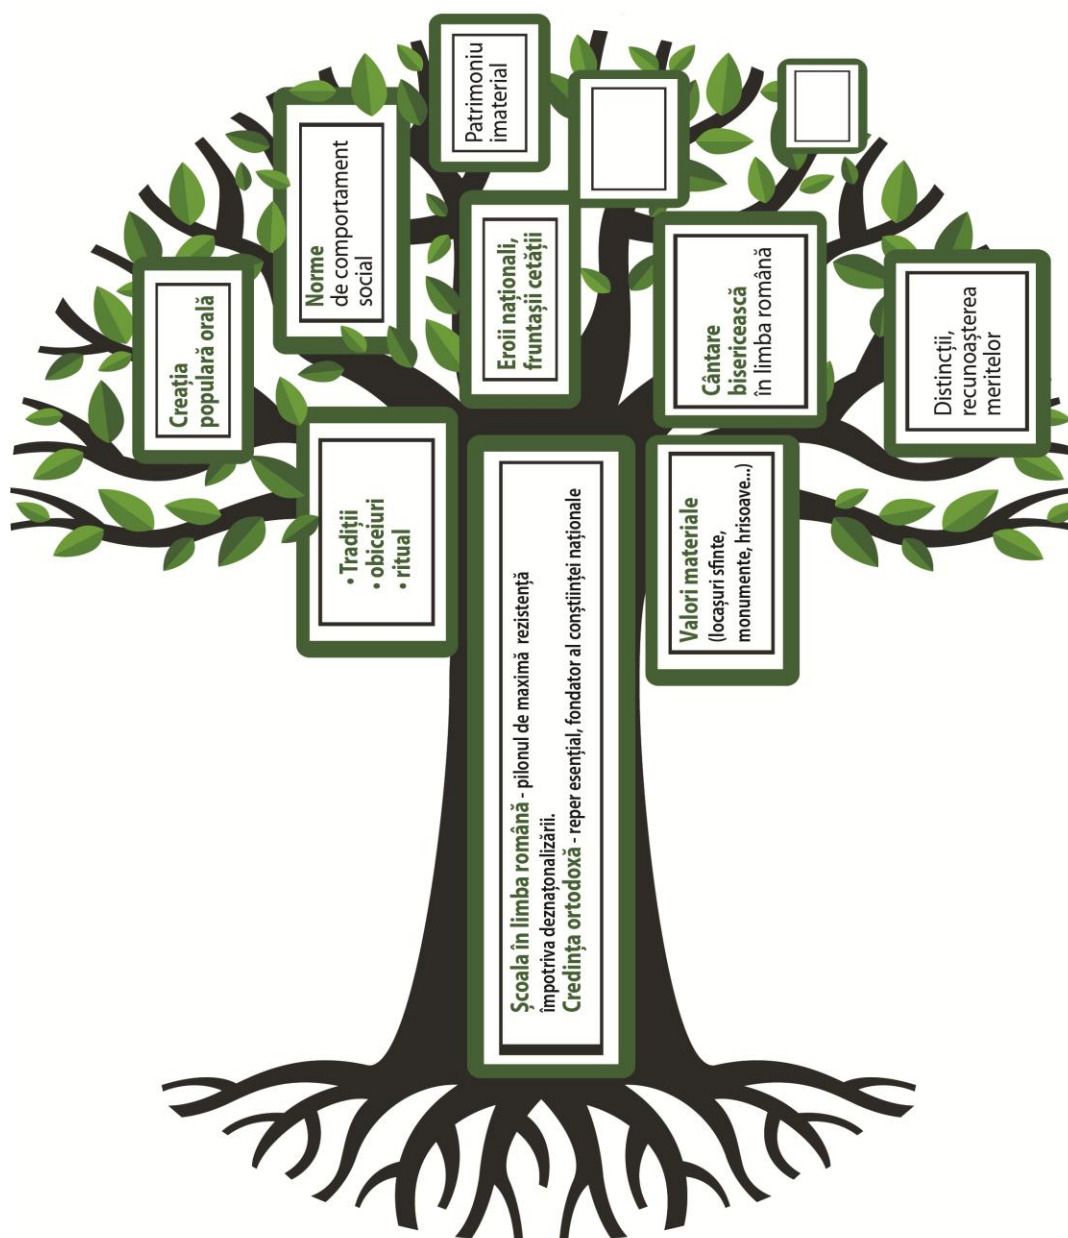 Creația
populară orală
Norme
de comportament
social
Patrimoniu
imaterial
• Tradiții
• obiceiuri
• ritual
Eroii naționali,
fruntașii cetății
Cântare
bisericească
în limba română
Distincții,
recunoașterea
meritelor
Valori materiale
(locașuri sfinte,
monumente, hrisoave...)
Școala în limba română - pilonul de maximă rezistență
împotriva deznaționalizării.
Credința ortodoxă - reper esențial, fondator al conștiinței naționale